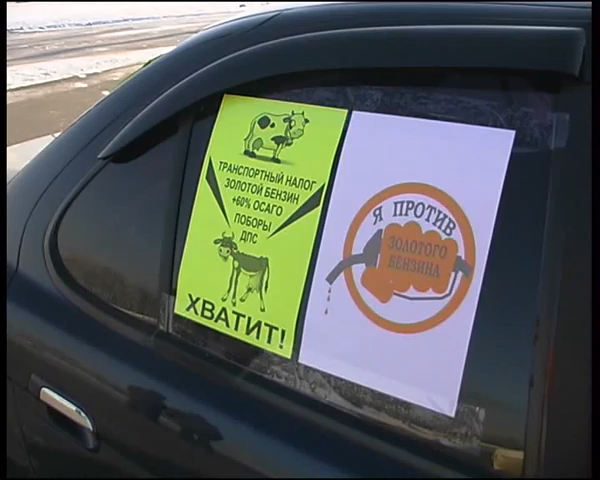 ТРАНСПОРТНЫЙ НАЛОГ
ЗОЛОТОЙ БЕНЗИН
+60% ОСАГО
ПОБОРЫ
ДПС
ХВАТИТ!
Я ПРОТИВ
ЗОЛОТОГО
БЕНЗИНА